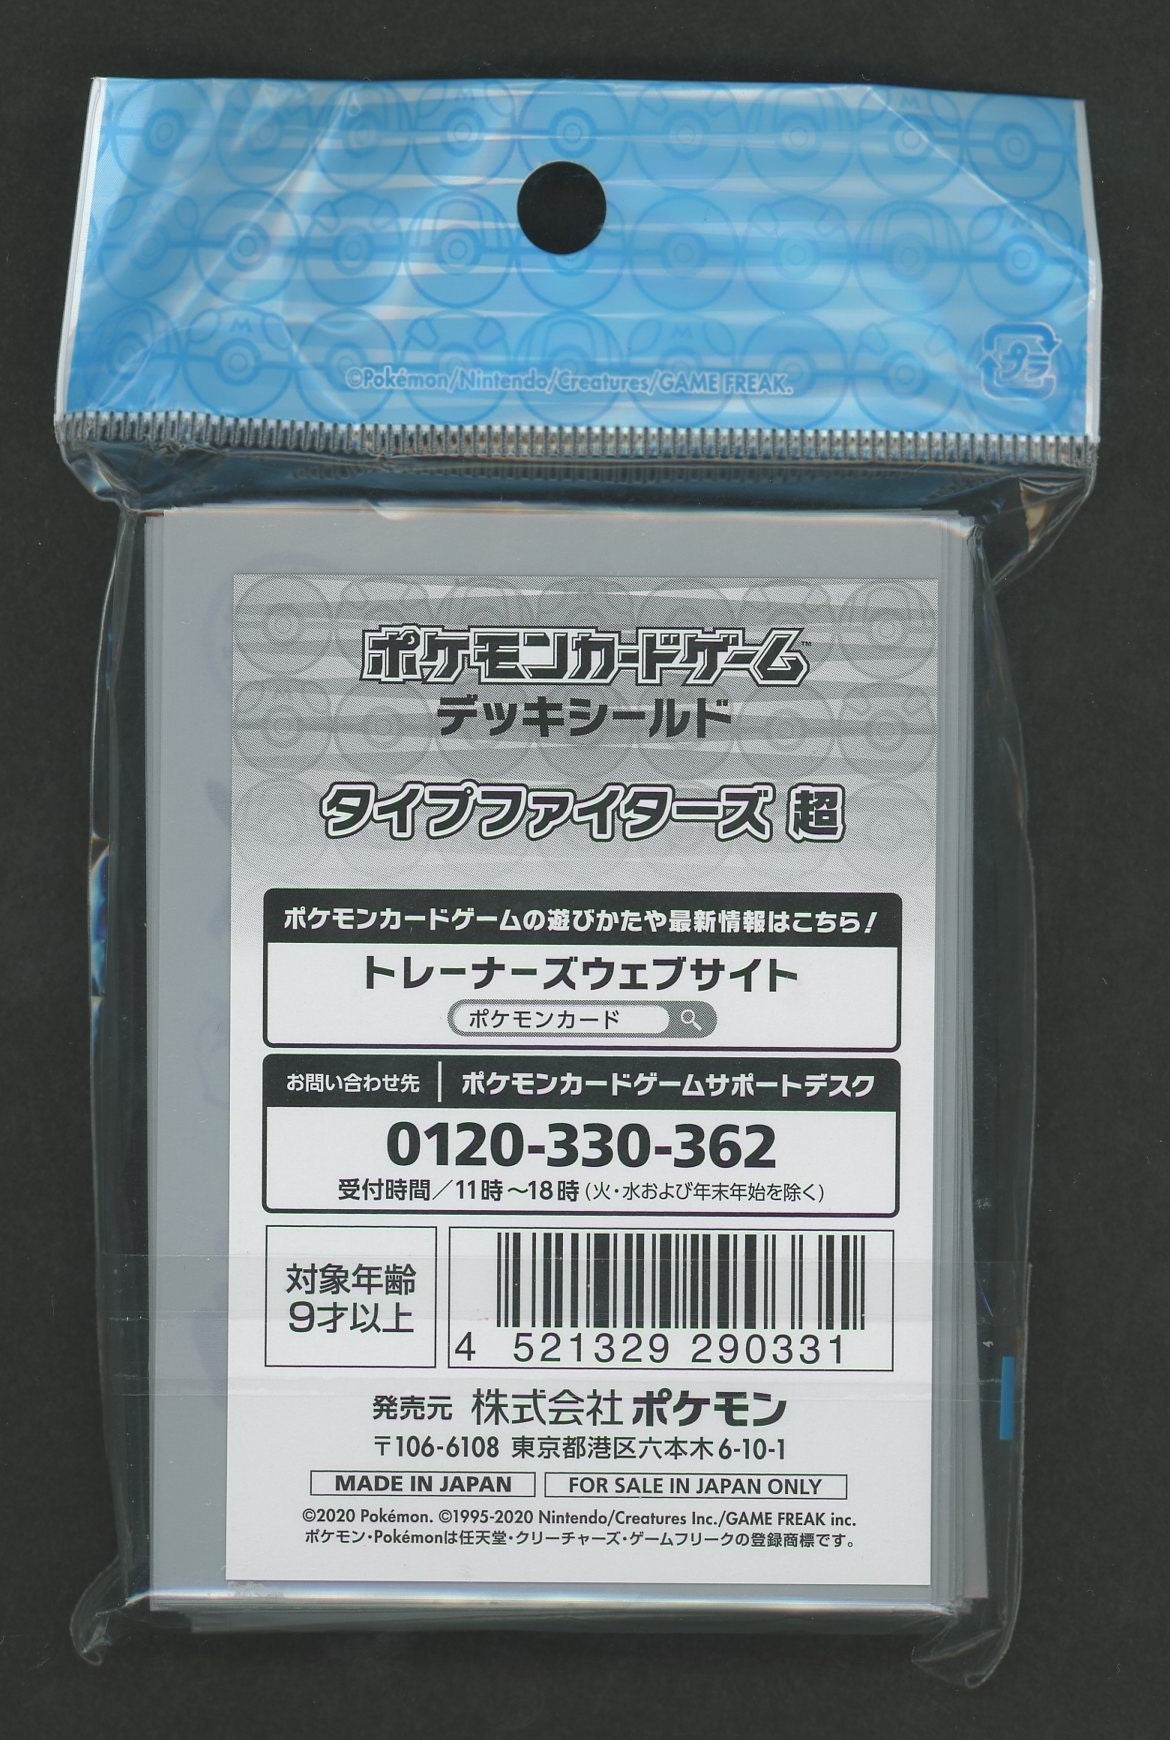 ©Pokémon/Nintendo/Creatures/GAME FREAK.
プラ
ポケモンカードゲーム™
デッキシールド
タイプファイターズ 超
ポケモンカードゲームの遊びかたや最新情報はこちら!
トレーナーズウェブサイト
ポケモンカード
お問い合わせ先 ポケモンカードゲームサポートデスク
0120-330-362
受付時間／11時〜18時(火・水および年末年始を除く)
対象年齢
9才以上
4 521329 290331
発売元 株式会社ポケモン
〒106-6108 東京都港区六本木6-10-1
MADE IN JAPAN FOR SALE IN JAPAN ONLY
©2020 Pokémon. ©1995-2020 Nintendo/Creatures Inc./GAME FREAK inc.
ポケモン・Pokémonは任天堂・クリーチャーズ・ゲームフリークの登録商標です。